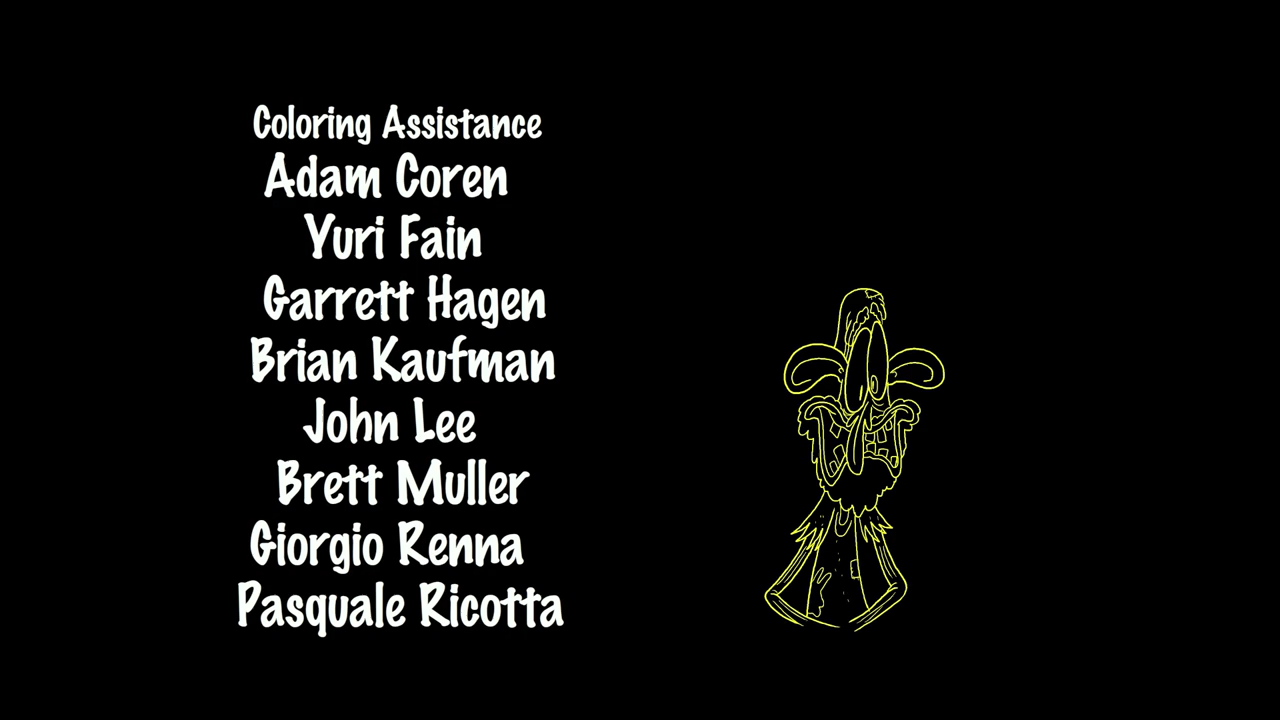 Coloring Assistance
Adam Coren
Yuri Fain
Garrett Hagen
Brian Kaufman
John Lee
Brett Muller
Giorgio Renna
Pasquale Ricotta